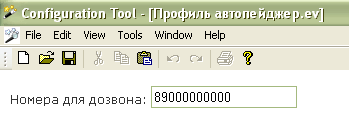 Configuration Tool - [Профиль автопейджер.ev]
File Edit View Tools Window Help
Номера для дозвона: 89000000000